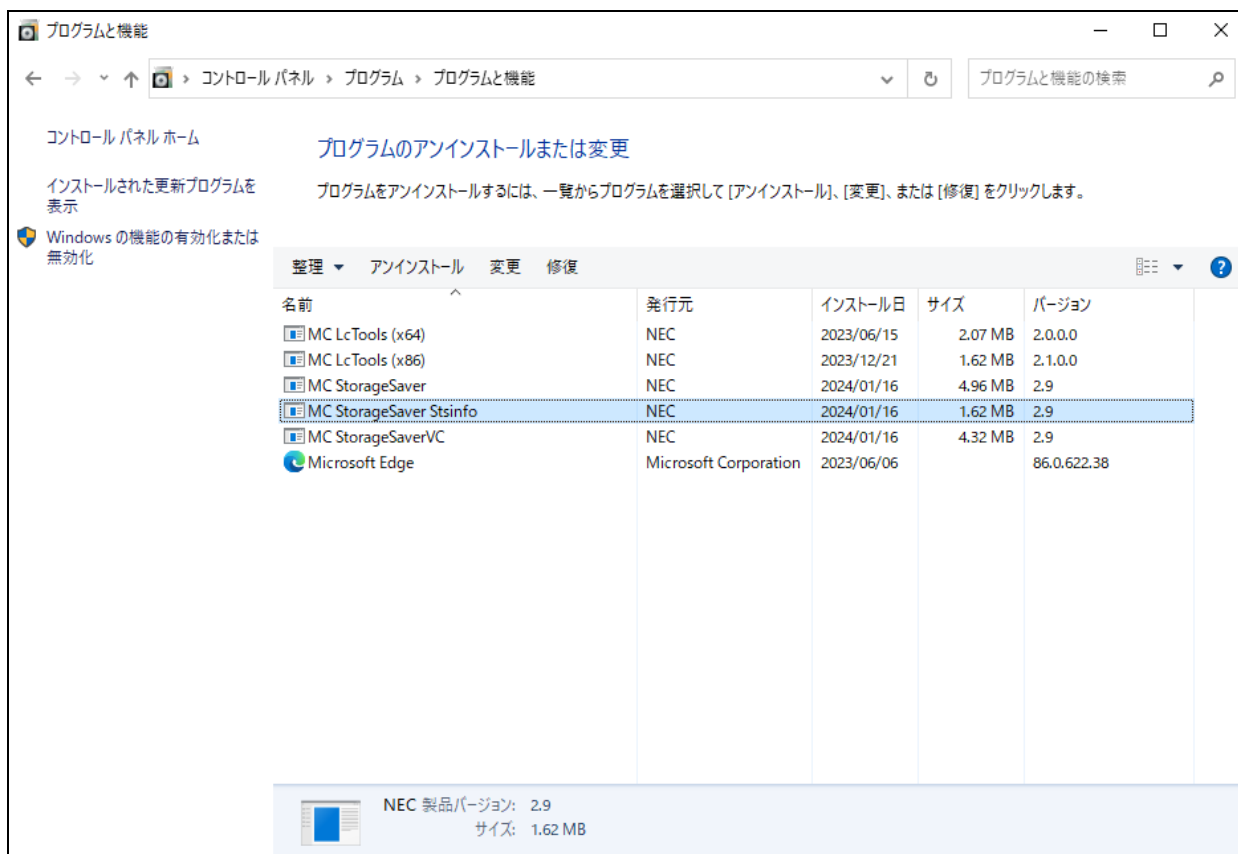 プログラムと機能
コントロール パネル › プログラム › プログラムと機能
プログラムと機能の検索
コントロール パネル ホーム
インストールされた更新プログラムを
表示
Windows の機能の有効化または
無効化
プログラムのアンインストールまたは変更
プログラムをアンインストールするには、一覧からプログラムを選択して [アンインストール]、[変更]、または [修復] をクリックします。
整理 アンインストール 変更 修復
名前 発行元 インストール日 サイズ バージョン
MC LcTools (x64) NEC 2023/06/15 2.07 MB 2.0.0.0
MC LcTools (x86) NEC 2023/12/21 1.62 MB 2.1.0.0
MC StorageSaver NEC 2024/01/16 4.96 MB 2.9
MC StorageSaver Stsinfo NEC 2024/01/16 1.62 MB 2.9
MC StorageSaverVC NEC 2024/01/16 4.32 MB 2.9
Microsoft Edge Microsoft Corporation 2023/06/06 86.0.622.38
NEC 製品バージョン: 2.9
サイズ: 1.62 MB